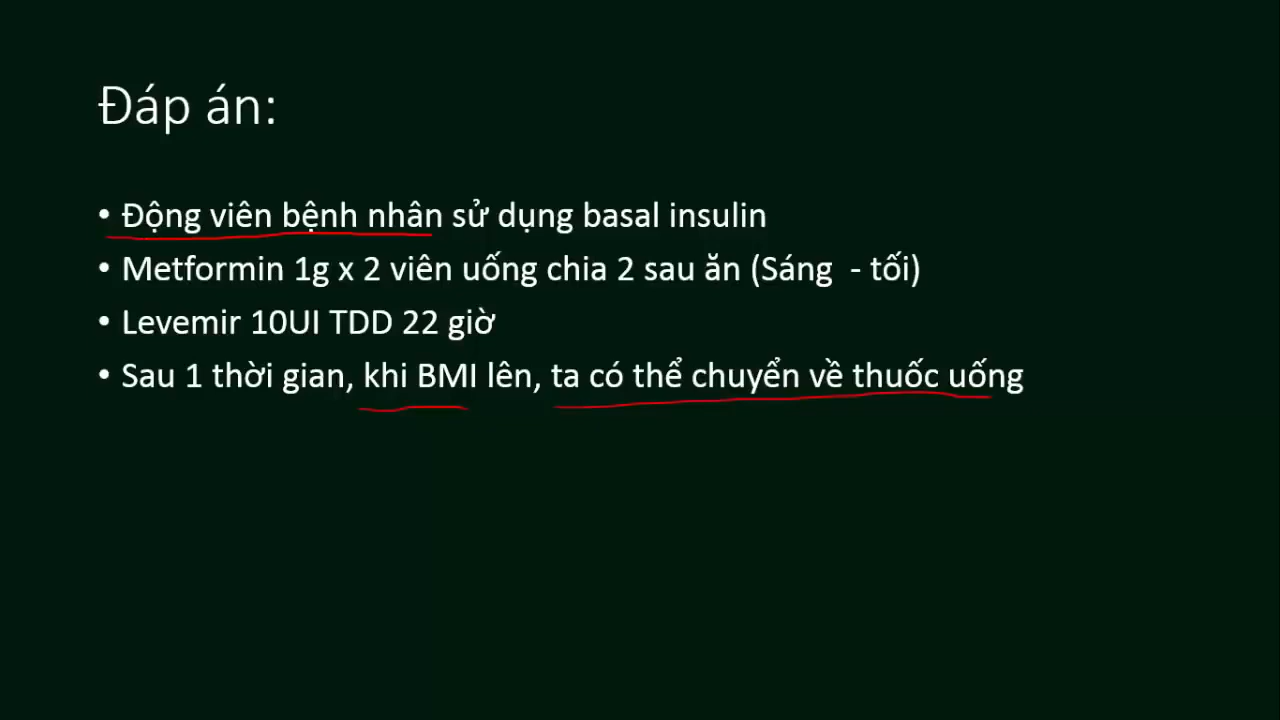 Đáp án:
• Động viên bệnh nhân sử dụng basal insulin
• Metformin 1g x 2 viên uống chia 2 sau ăn (Sáng  - tối)
• Levemir 10UI TDD 22 giờ
• Sau 1 thời gian, khi BMI lên, ta có thể chuyển về thuốc uống